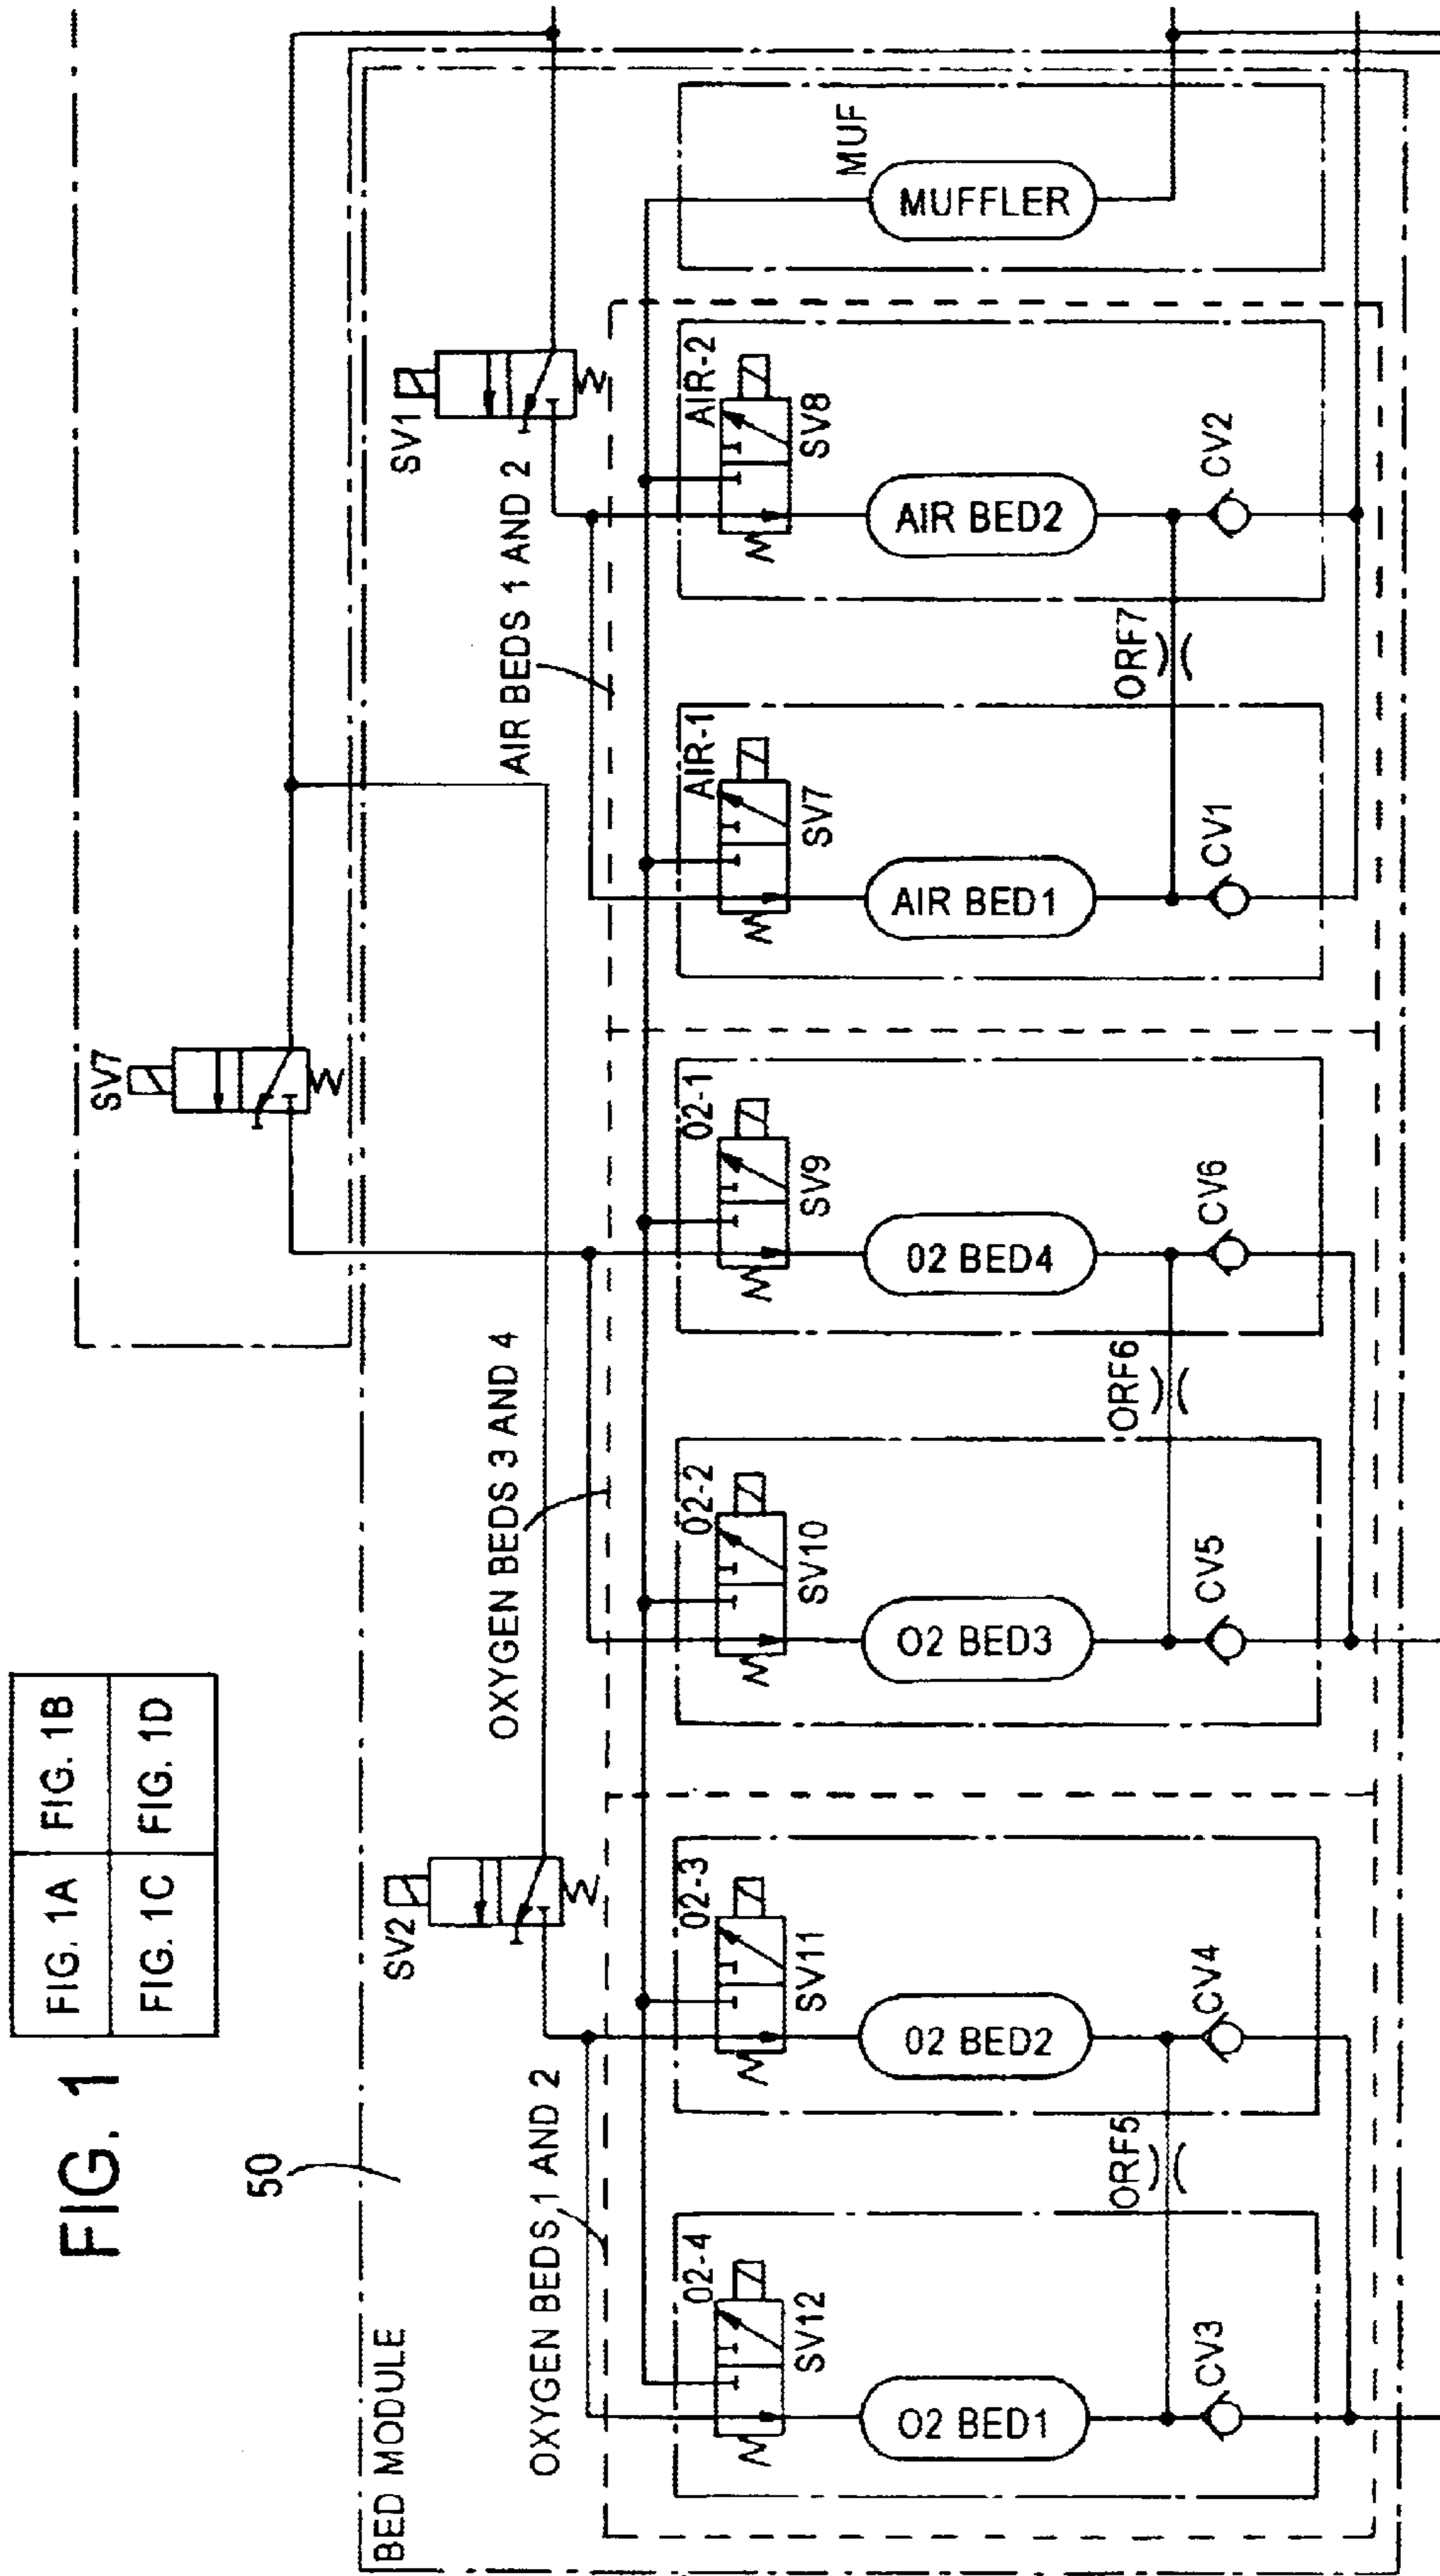 FIG. 1
FIG. 1A FIG. 1B
FIG. 1C FIG. 1D
50
BED MODULE
SV7
SV2
SV1
OXYGEN BEDS 1 AND 2
OXYGEN BEDS 3 AND 4
AIR BEDS 1 AND 2
02-4
SV12
O2 BED1
CV3
ORF5
02-3
SV11
02 BED2
CV4
02-2
SV10
O2 BED3
CV5
ORF6
02-1
SV9
02 BED4
CV6
AIR-1
SV7
AIR BED1
CV1
ORF7
AIR-2
SV8
AIR BED2
CV2
MUF
MUFFLER